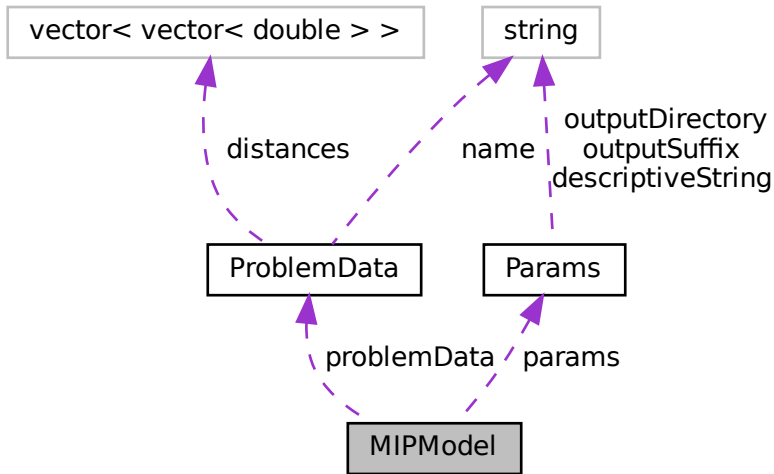 vector< vector< double > >
string
distances
name
outputDirectory
outputSuffix
descriptiveString
ProblemData
Params
problemData
params
MIPModel